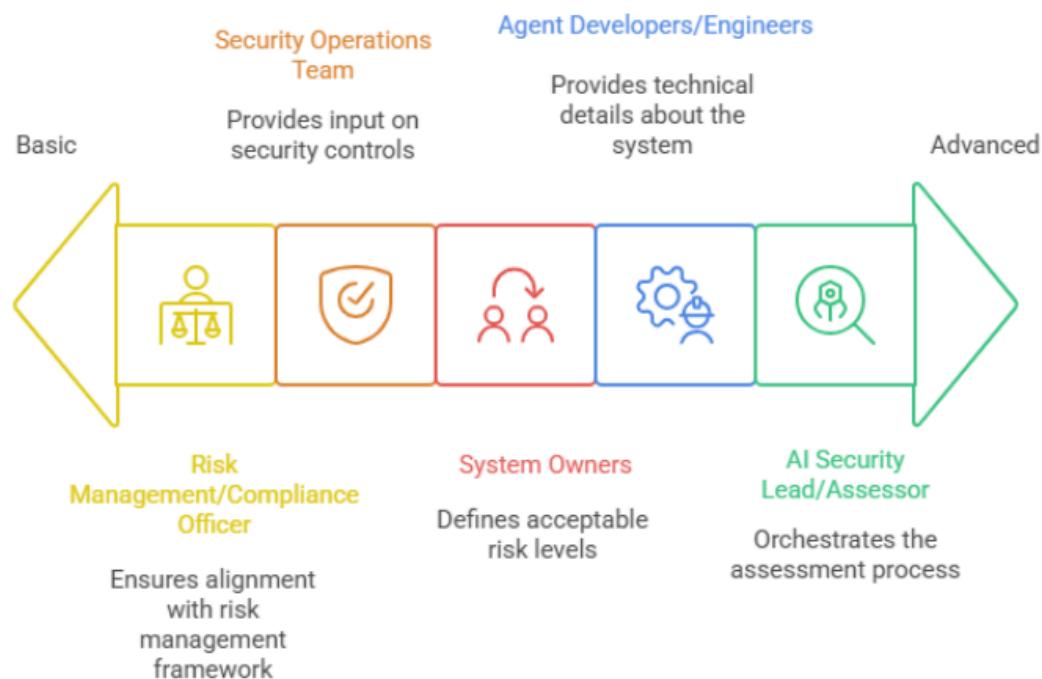 Agent Developers/Engineers
Security Operations
Team
Provides technical
details about the
system
Provides input on
security controls
Basic
Advanced
Risk
Management/Compliance
Officer
Ensures alignment
with risk
management
framework
System Owners
Defines acceptable
risk levels
AI Security
Lead/Assessor
Orchestrates the
assessment process